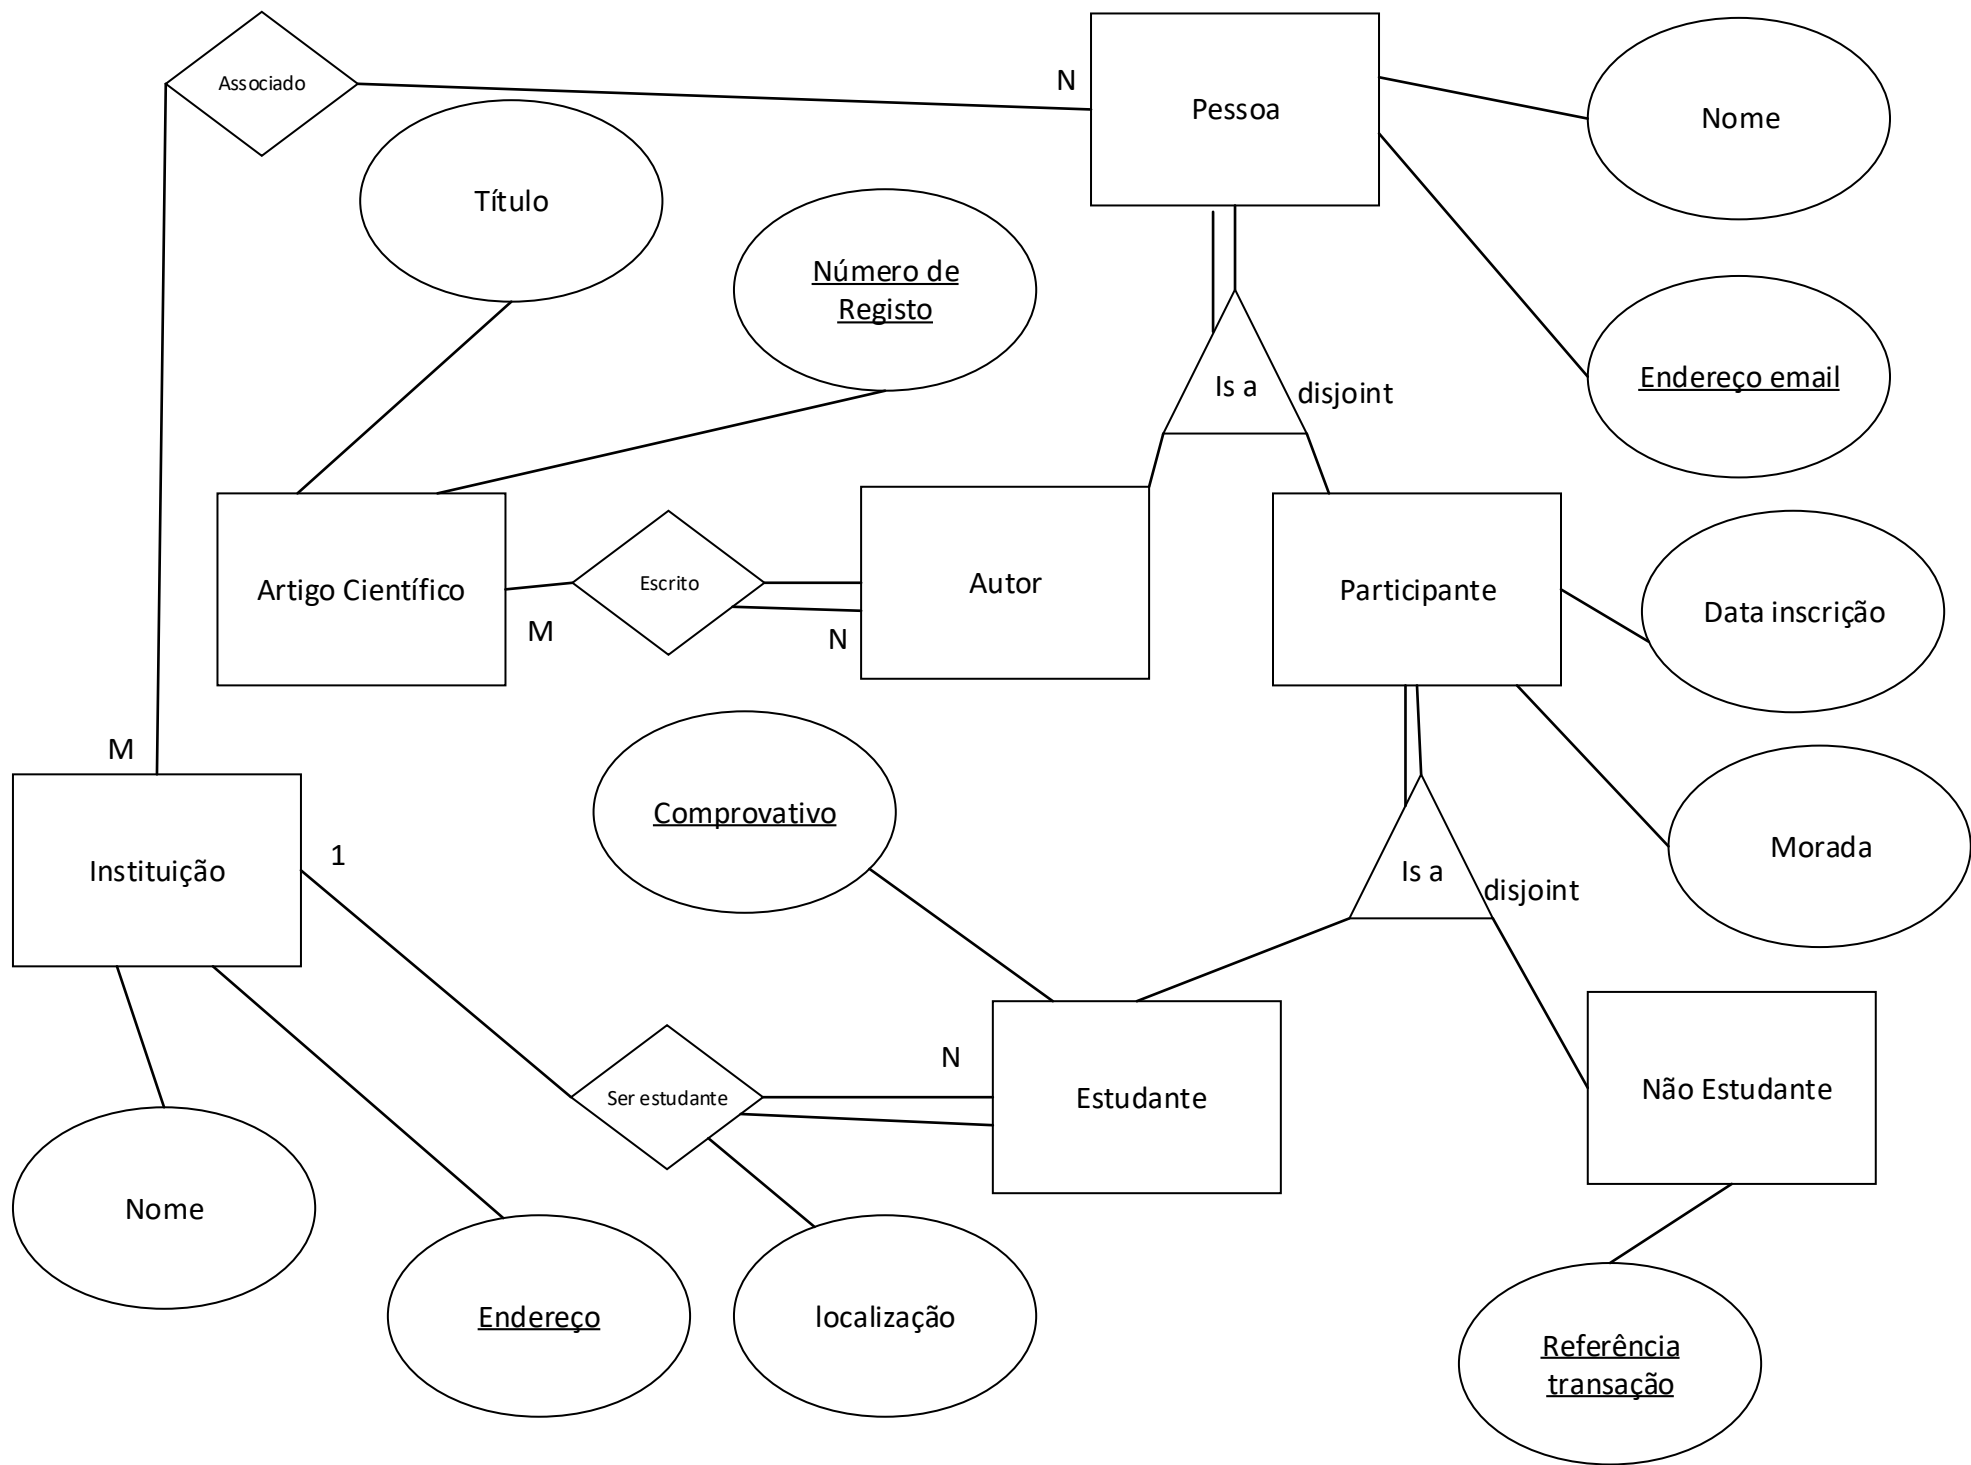 Associado
N
Pessoa
Nome
Título
Número de
Registo
Endereço email
Is a
disjoint
Artigo Científico
M
Escrito
N
Autor
Participante
Data inscrição
M
Comprovativo
Morada
Instituição
1
Is a
disjoint
N
Ser estudante
Estudante
Não Estudante
Nome
Endereço
localização
Referência
transação